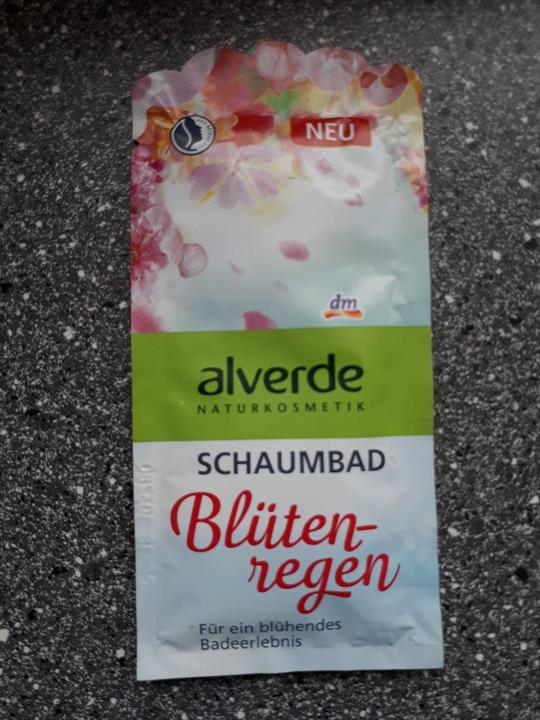 NEU
dm
alverde
NATURKOSMETIK
SCHAUMBAD
Blüten-
regen
Für ein blühendes
Badeerlebnis